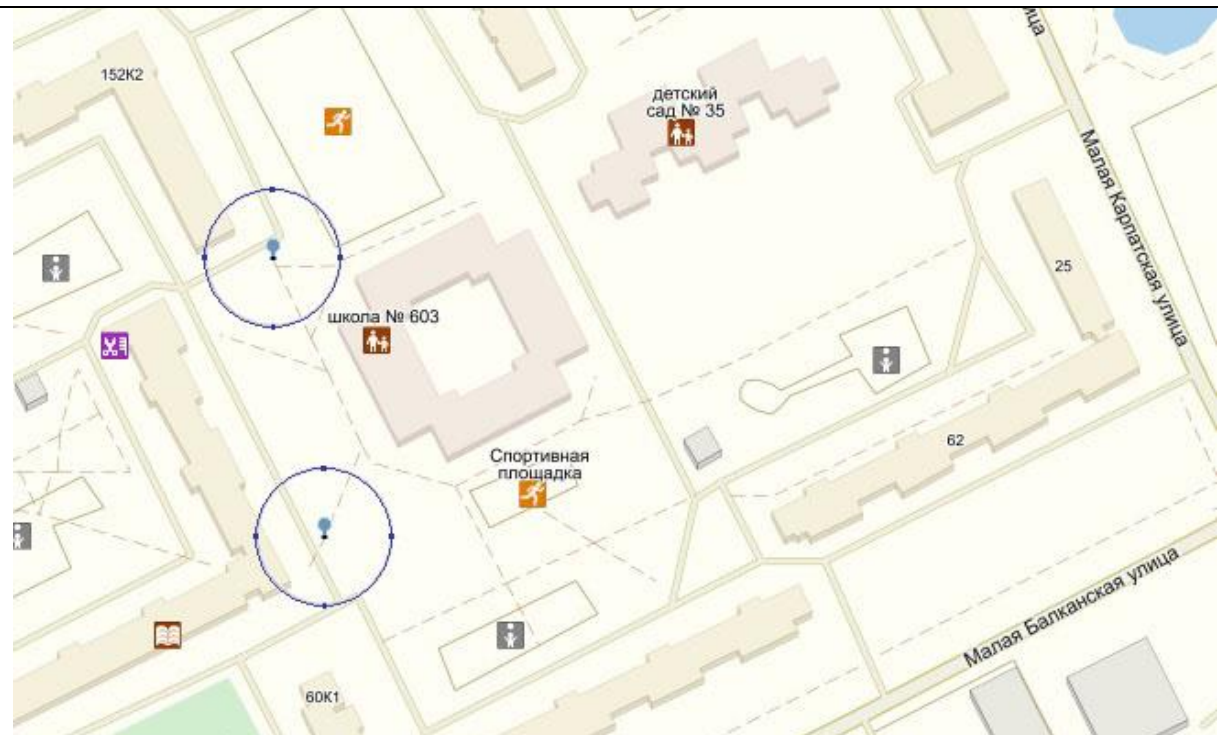 ица
152К2
детский
сад № 35
Малая Карпатская улица
25
школа № 603
62
Спортивная
площадка
Малая Балканская улица
60К1